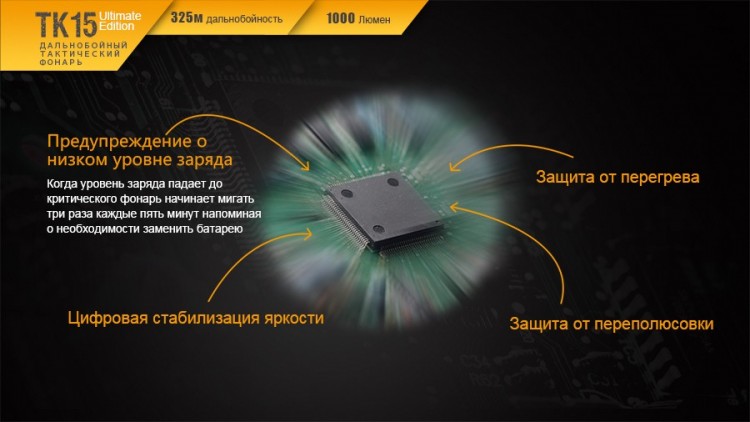 TK15 Ultimate Edition
ДАЛЬНОБОЙНЫЙ
ТАКТИЧЕСКИЙ
ФОНАРЬ
325м дальнобойность
1000 Люмен
Предупреждение о
низком уровне заряда
Когда уровень заряда падает до
критического фонарь начинает мигать
три раза каждые пять минут напоминая
о необходимости заменить батарею
Защита от перегрева
Цифровая стабилизация яркости
Защита от переполюсовки
C34